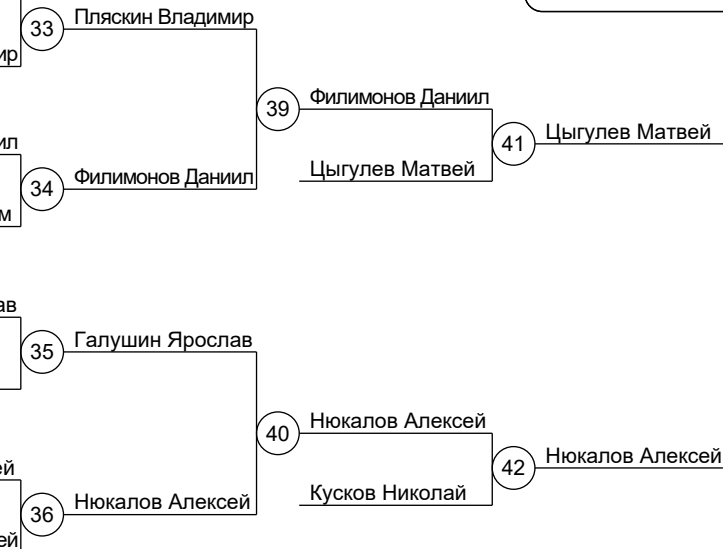 33
Пляскин Владимир
39
Филимонов Даниил
41
Цыгулев Матвей
Цыгулев Матвей
34
Филимонов Даниил
35
Галушин Ярослав
40
Нюкалов Алексей
42
Нюкалов Алексей
Кусков Николай
36
Нюкалов Алексей